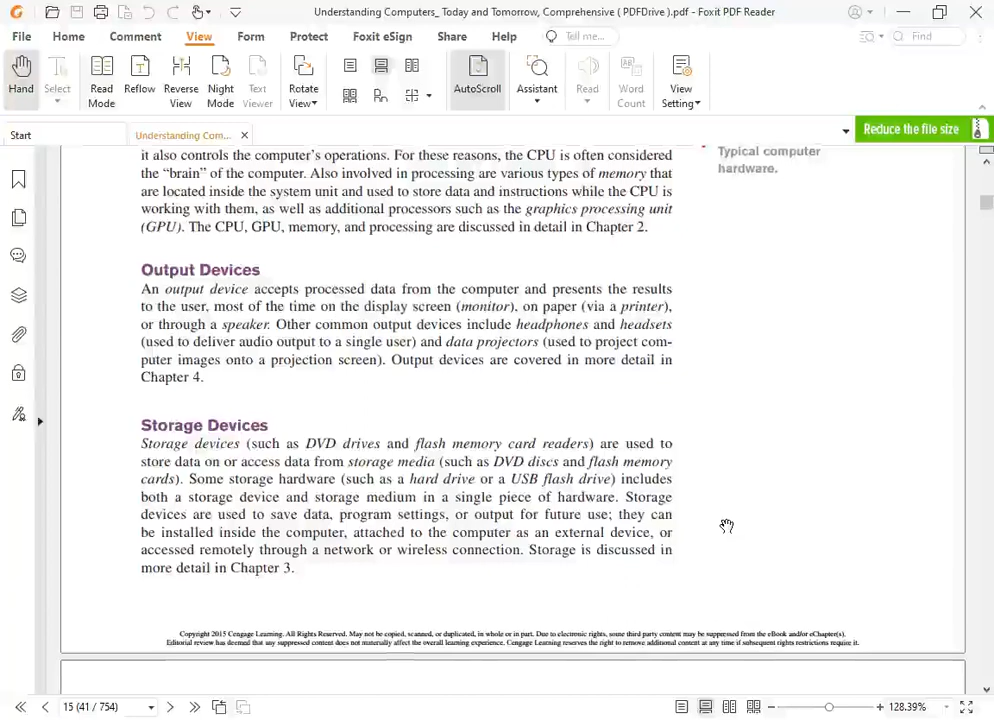 Understanding Computers_ Today and Tomorrow, Comprehensive ( PDFDrive ).pdf - Foxit PDF Reader
File Home Comment View Form Protect Foxit eSign Share Help Tell me... Find
Hand Select Read Mode Reflow Reverse View Night Mode Text Viewer Rotate View AutoScroll Assistant Read Word Count View Setting
Start Understanding Com... Reduce the file size
it also controls the computer's operations. For these reasons, the CPU is often considered
the "brain" of the computer. Also involved in processing are various types of memory that
are located inside the system unit and used to store data and instructions while the CPU is
working with them, as well as additional processors such as the graphics processing unit
(GPU). The CPU, GPU, memory, and processing are discussed in detail in Chapter 2.
Typical computer
hardware.
Output Devices
An output device accepts processed data from the computer and presents the results
to the user, most of the time on the display screen (monitor), on paper (via a printer),
or through a speaker. Other common output devices include headphones and headsets
(used to deliver audio output to a single user) and data projectors (used to project com-
puter images onto a projection screen). Output devices are covered in more detail in
Chapter 4.
Storage Devices
Storage devices (such as DVD drives and flash memory card readers) are used to
store data on or access data from storage media (such as DVD discs and flash memory
cards). Some storage hardware (such as a hard drive or a USB flash drive) includes
both a storage device and storage medium in a single piece of hardware. Storage
devices are used to save data, program settings, or output for future use; they can
be installed inside the computer, attached to the computer as an external device, or
accessed remotely through a network or wireless connection. Storage is discussed in
more detail in Chapter 3.
Copyright 2015 Cengage Learning. All Rights Reserved. May not be copied, scanned, or duplicated, in whole or in part. Due to electronic rights, some third party content may be suppressed from the eBook and/or eChapter(s).
Editorial review has deemed that any suppressed content does not materially affect the overall learning experience. Cengage Learning reserves the right to remove additional content at any time if subsequent rights restrictions require it.
15 (41 / 754) 128.39%